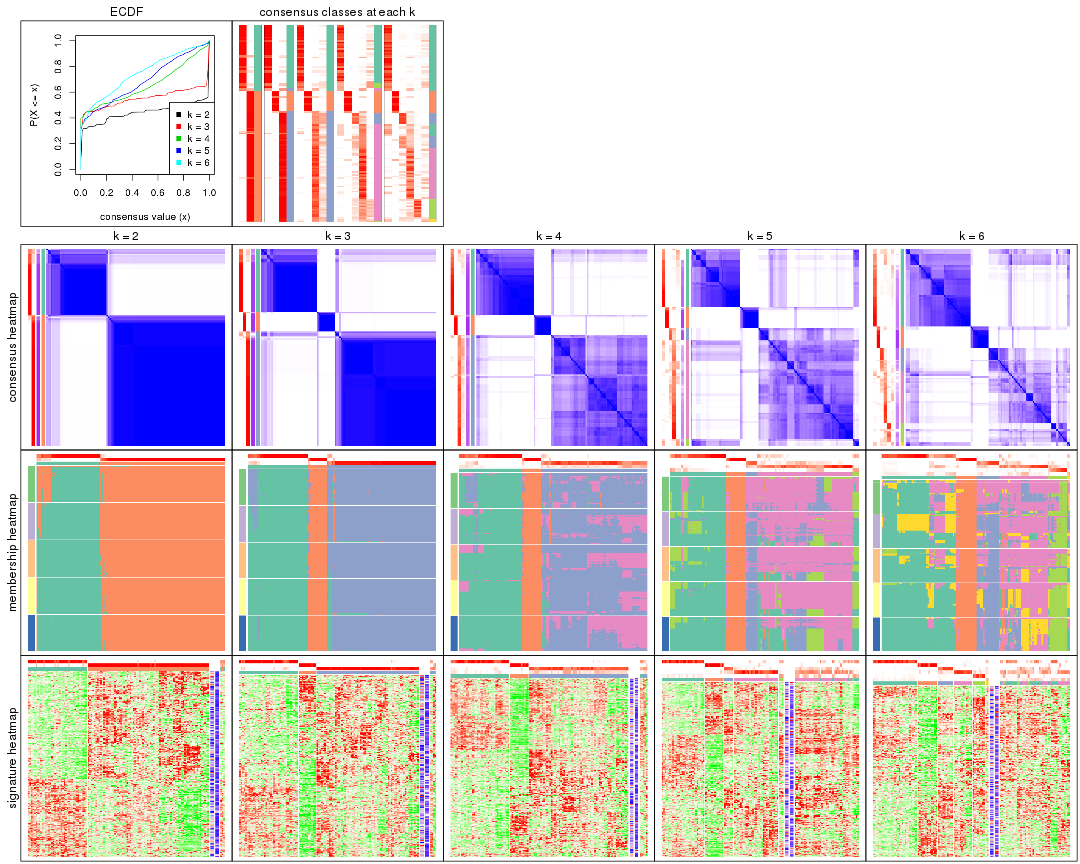 ECDF
consensus classes at each k
P(X <= x)
0.0 0.2 0.4 0.6 0.8 1.0
k = 2
k = 3
k = 4
k = 5
k = 6
0.0 0.2 0.4 0.6 0.8 1.0
consensus value (x)
k = 2
k = 3
k = 4
k = 5
k = 6
consensus heatmap
membership heatmap
signature heatmap